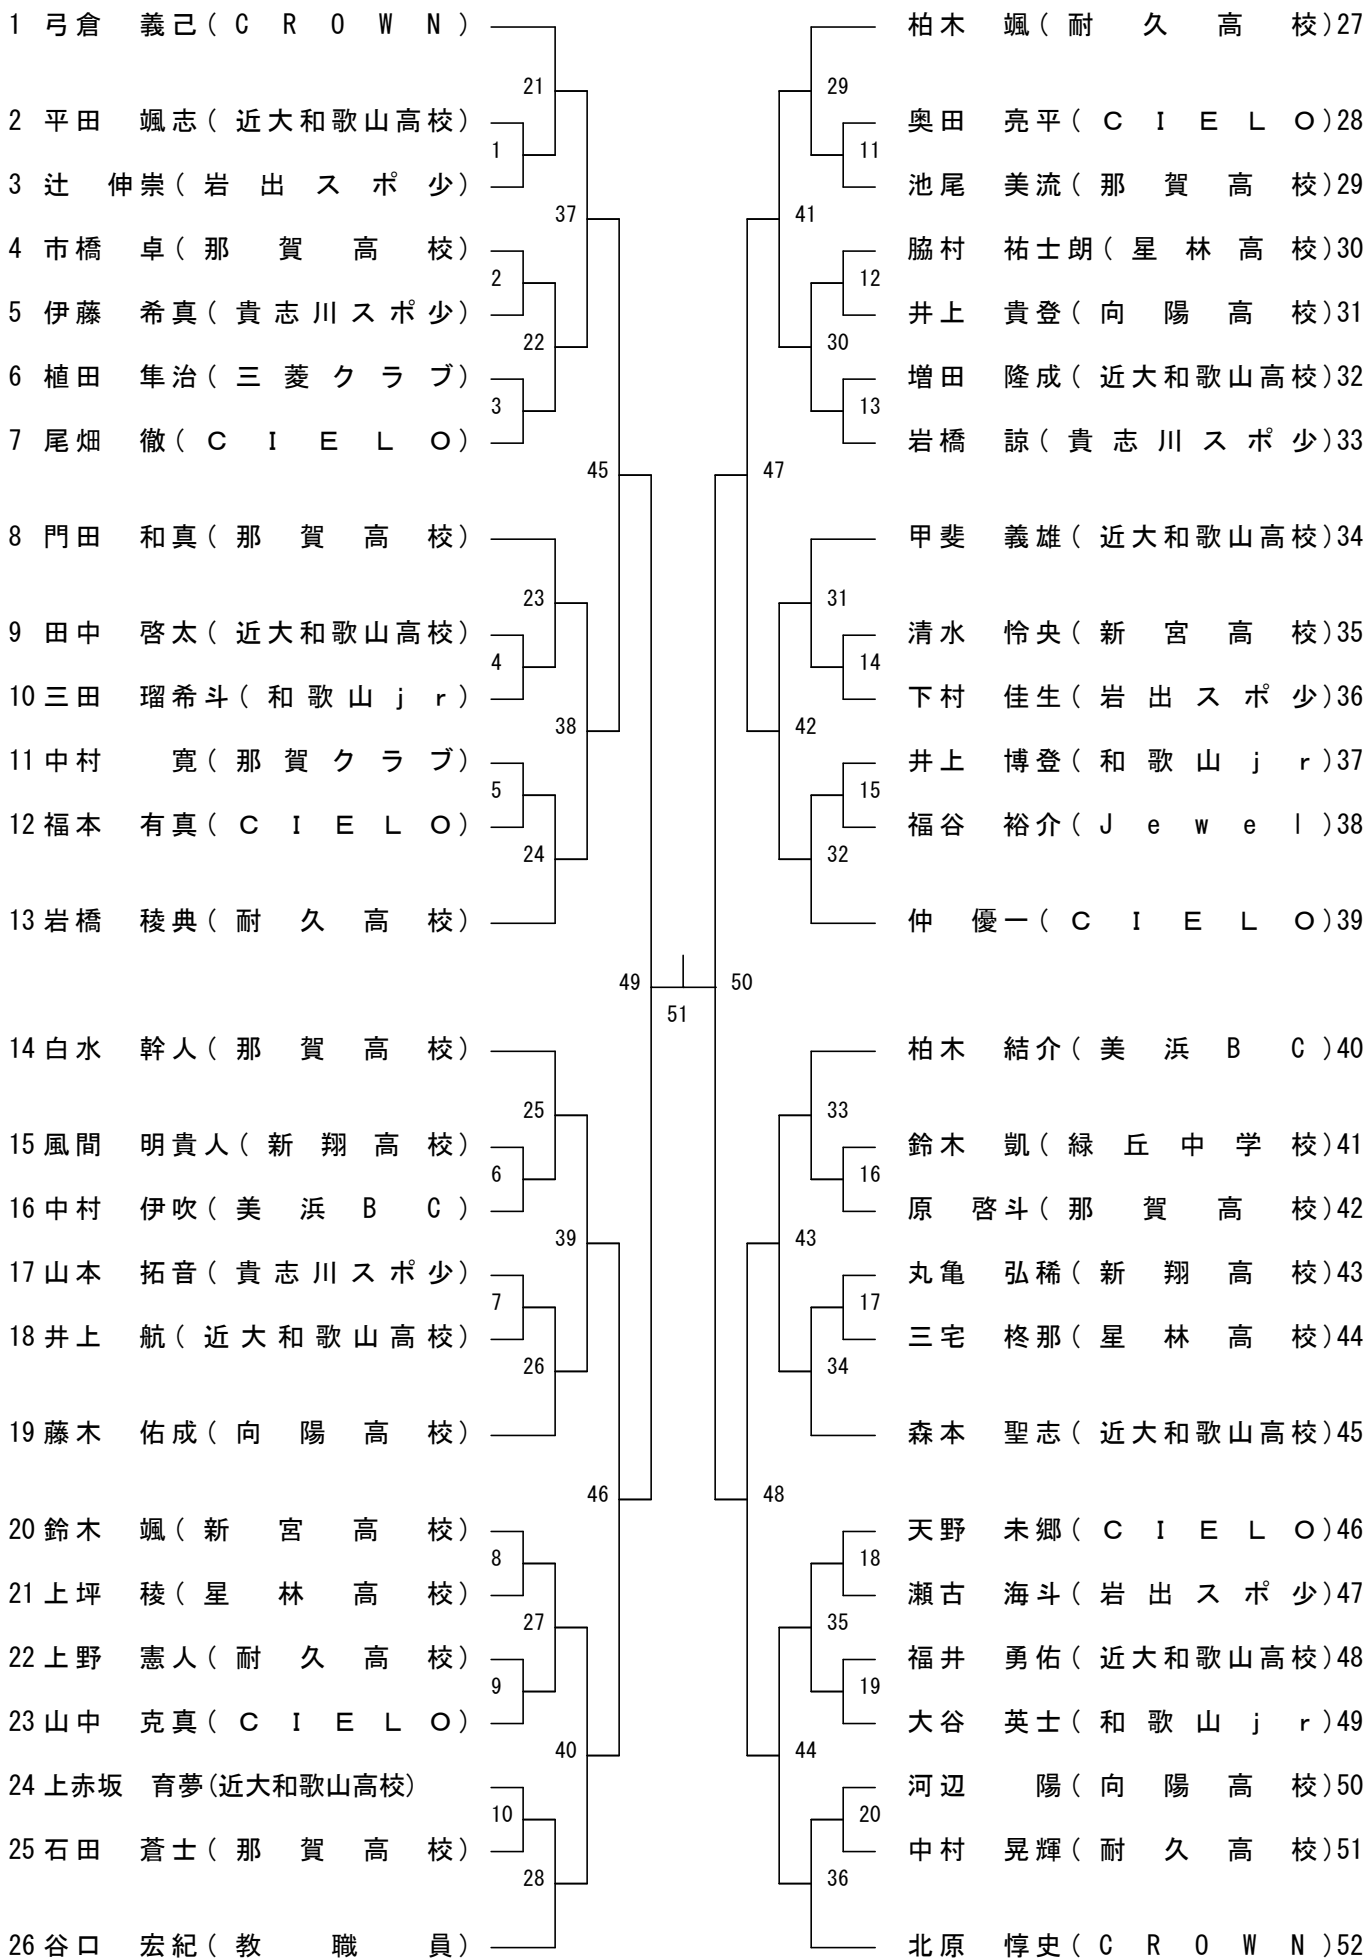 1 弓倉 義己(CROWN)
21
2 平田 颯志(近大和歌山高校)
1
3 辻 伸崇(岩出スポ少)
37
4 市橋 卓(那賀高校)
2
5 伊藤 希真(貴志川スポ少)
22
6 植田 隼治(三菱クラブ)
3
7 尾畑 徹(CIELO)
45
8 門田 和真(那賀高校)
23
9 田中 啓太(近大和歌山高校)
4
10 三田 瑠希斗(和歌山jr)
38
11 中村 寛(那賀クラブ)
5
12 福本 有真(CIELO)
24
13 岩橋 稜典(耐久高校)
49
51
14 白水 幹人(那賀高校)
25
15 風間 明貴人(新翔高校)
6
16 中村 伊吹(美浜BC)
39
17 山本 拓音(貴志川スポ少)
7
18 井上 航(近大和歌山高校)
26
19 藤木 佑成(向陽高校)
46
20 鈴木 颯(新宮高校)
8
21 上坪 稜(星林高校)
27
22 上野 憲人(耐久高校)
9
23 山中 克真(CIELO)
40
24 上赤坂 育夢(近大和歌山高校)
10
25 石田 蒼士(那賀高校)
28
26 谷口 宏紀(教職員)
柏木 颯(耐久高校)27
29
奥田 亮平(CIELO)28
11
池尾 美流(那賀高校)29
41
脇村 祐士朗(星林高校)30
12
井上 貴登(向陽高校)31
30
増田 隆成(近大和歌山高校)32
13
岩橋 諒(貴志川スポ少)33
47
甲斐 義雄(近大和歌山高校)34
31
清水 怜央(新宮高校)35
14
下村 佳生(岩出スポ少)36
42
井上 博登(和歌山jr)37
15
福谷 裕介(Jewel)38
32
仲 優一(CIELO)39
50
柏木 結介(美浜BC)40
33
鈴木 凱(緑丘中学校)41
16
原 啓斗(那賀高校)42
43
丸亀 弘稀(新翔高校)43
17
三宅 柊那(星林高校)44
34
森本 聖志(近大和歌山高校)45
48
天野 未郷(CIELO)46
18
瀬古 海斗(岩出スポ少)47
35
福井 勇佑(近大和歌山高校)48
19
大谷 英士(和歌山jr)49
44
河辺 陽(向陽高校)50
20
中村 晃輝(耐久高校)51
36
北原 惇史(CROWN)52